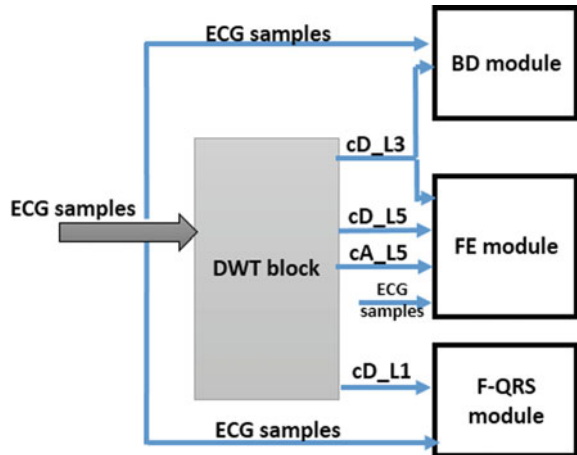 ECG samples
BD module
cD_L3
ECG samples
cD_L5
FE module
DWT block
cA_L5
ECG
samples
cD_L1
F-QRS
module
ECG samples